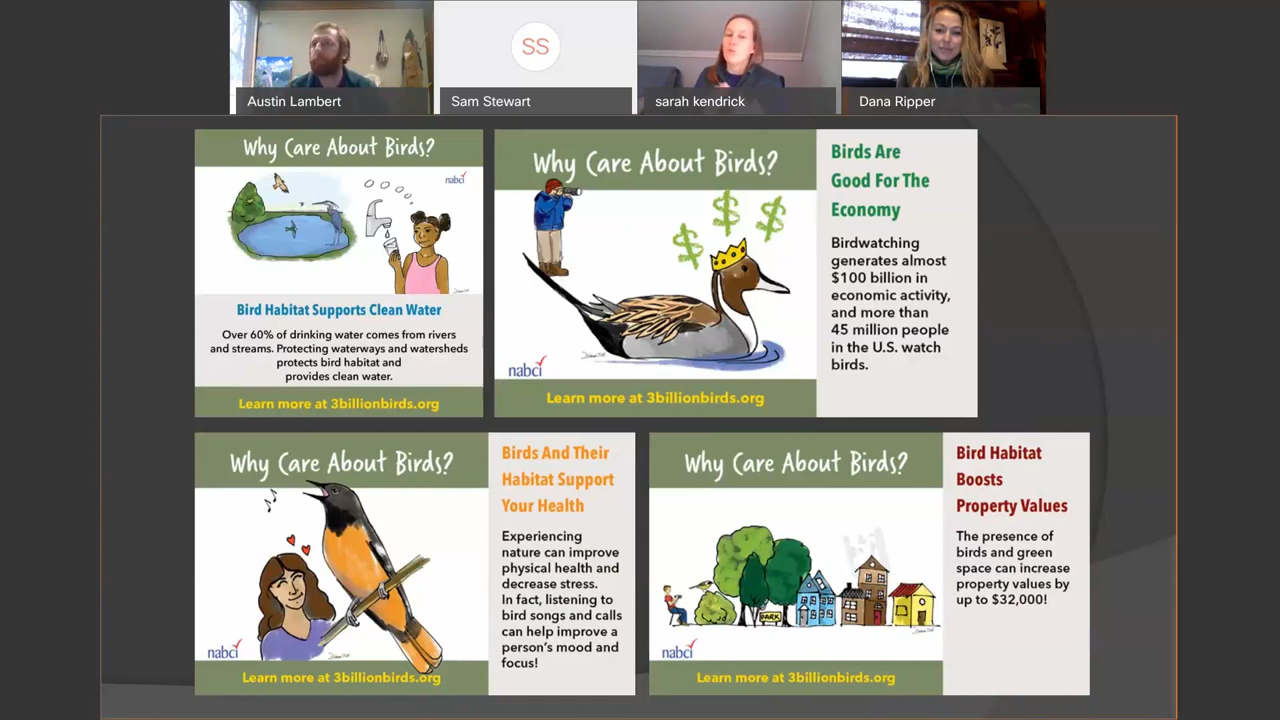 SS
Austin Lambert
Sam Stewart
sarah kendrick
Dana Ripper
Why Care About Birds?
nabci
Bird Habitat Supports Clean Water
Over 60% of drinking water comes from rivers
and streams. Protecting waterways and watersheds
protects bird habitat and
provides clean water.
Learn more at 3billionbirds.org
Why Care About Birds?
$ $ $
nabci
Learn more at 3billionbirds.org
Birds Are
Good For The
Economy
Birdwatching
generates almost
$100 billion in
economic activity,
and more than
45 million people
in the U.S. watch
birds.
Why Care About Birds?
nabci
Learn more at 3billionbirds.org
Birds And Their
Habitat Support
Your Health
Experiencing
nature can improve
physical health and
decrease stress.
In fact, listening to
bird songs and calls
can help improve a
person's mood and
focus!
Why Care About Birds?
PARK
nabci
Learn more at 3billionbirds.org
Bird Habitat
Boosts
Property Values
The presence of
birds and green
space can increase
property values by
up to $32,000!